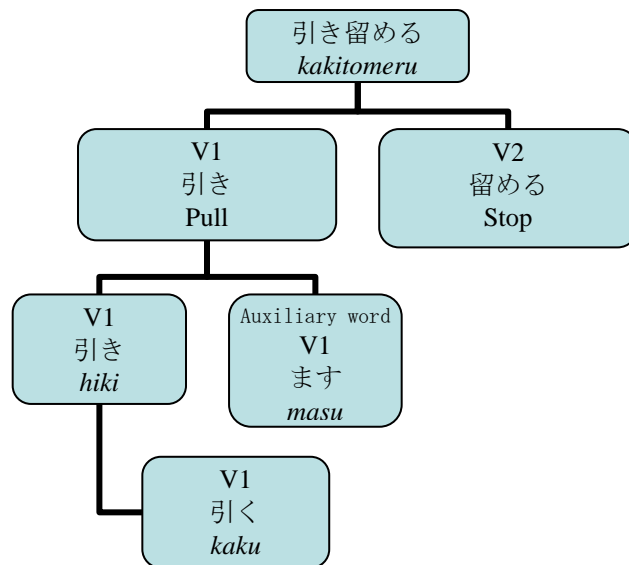 引き留める
kakitomeru
V1
引き
Pull
V2
留める
Stop
V1
引き
hiki
Auxiliary word
V1
ます
masu
V1
引く
kaku